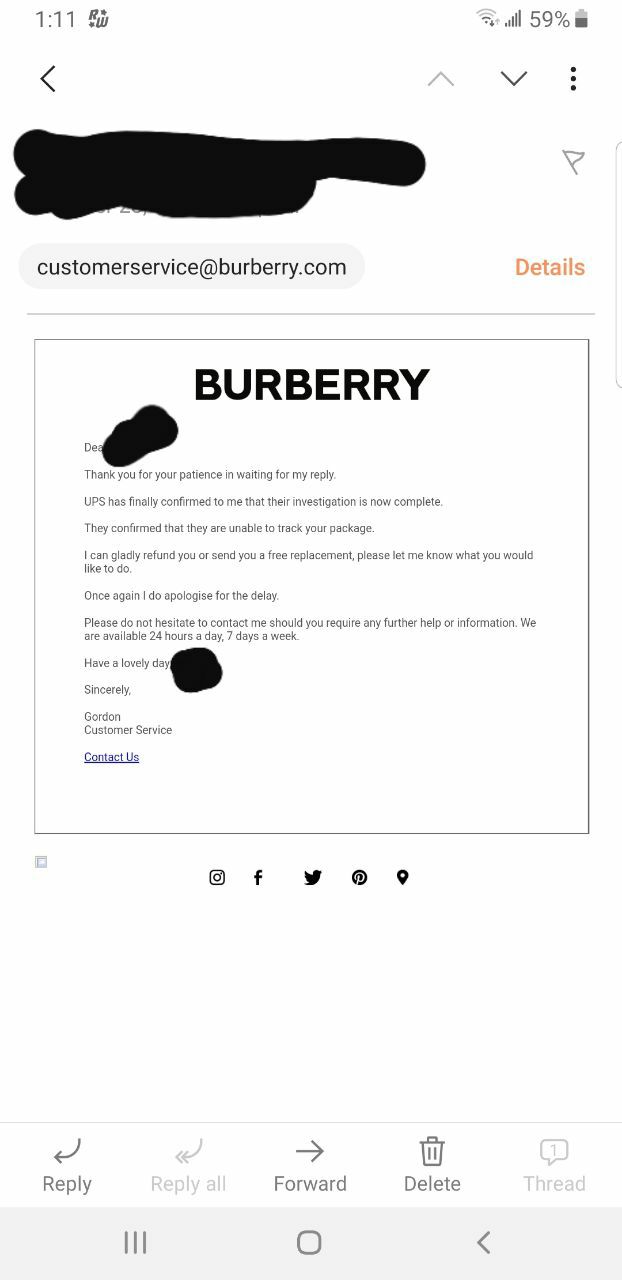 1:11
59%
customerservice@burberry.com
Details
BURBERRY
Dea
Thank you for your patience in waiting for my reply.
UPS has finally confirmed to me that their investigation is now complete.
They confirmed that they are unable to track your package.
I can gladly refund you or send you a free replacement, please let me know what you would
like to do.
Once again I do apologise for the delay.
Please do not hesitate to contact me should you require any further help or information. We
are available 24 hours a day, 7 days a week.
Have a lovely day
Sincerely,
Gordon
Customer Service
Contact Us
Reply
Reply all
Forward
Delete
1
Thread